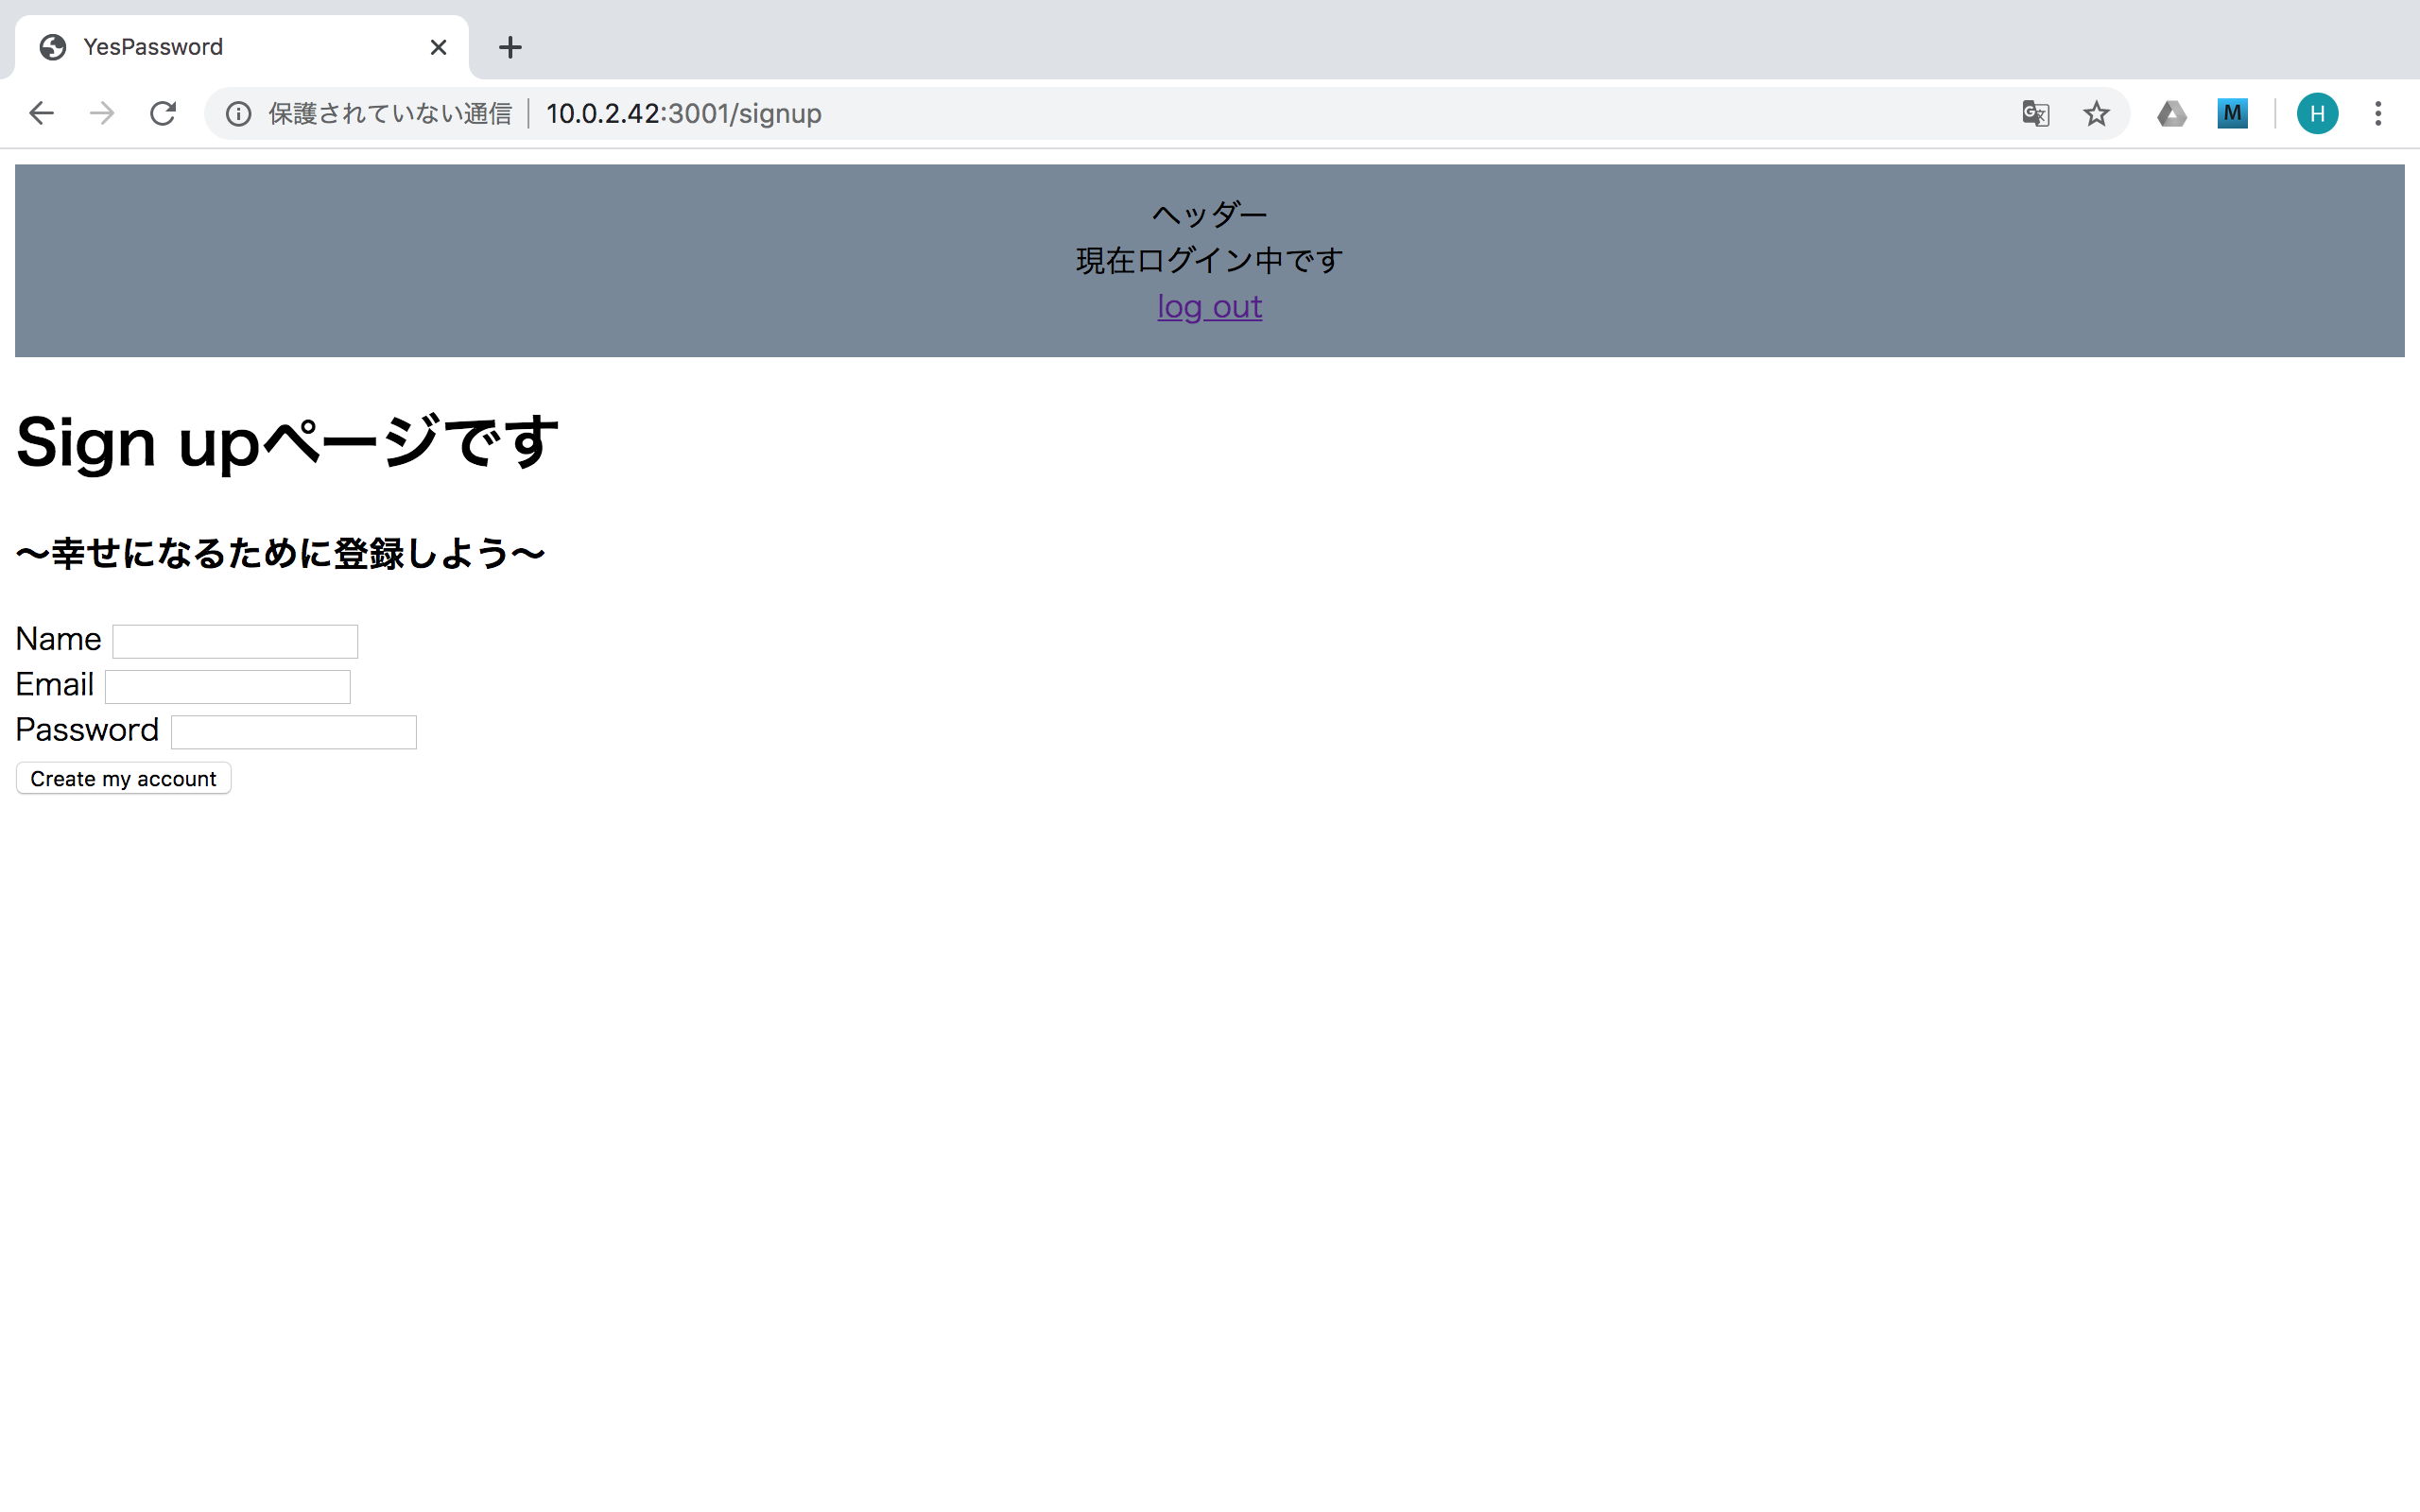 YesPassword
保護されていない通信 10.0.2.42:3001/signup
M
H
ヘッダー
現在ログイン中です
log out
Sign upページです
〜幸せになるために登録しよう〜
Name
Email
Password
Create my account